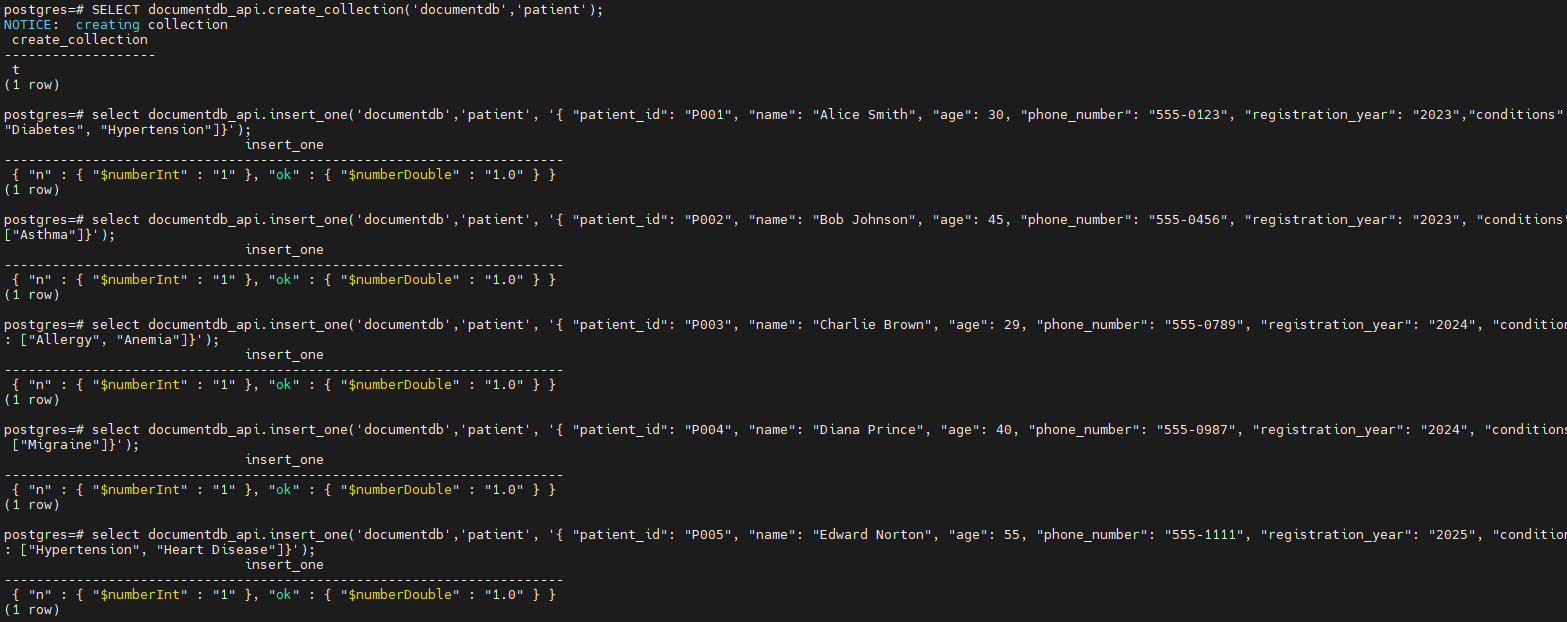 postgres=# SELECT documentdb_api.create_collection('documentdb','patient');
NOTICE:  creating collection
 create_collection
-------------------
 t
(1 row)
postgres=# select documentdb_api.insert_one('documentdb','patient', '{ "patient_id": "P001", "name": "Alice Smith", "age": 30, "phone_number": "555-0123", "registration_year": "2023","conditions"
"Diabetes", "Hypertension"]}');
                               insert_one
----------------------------------------------------------------------
 { "n" : { "$numberInt" : "1" }, "ok" : { "$numberDouble" : "1.0" } }
(1 row)
postgres=# select documentdb_api.insert_one('documentdb','patient', '{ "patient_id": "P002", "name": "Bob Johnson", "age": 45, "phone_number": "555-0456", "registration_year": "2023", "conditions"
["Asthma"]}');
                               insert_one
----------------------------------------------------------------------
 { "n" : { "$numberInt" : "1" }, "ok" : { "$numberDouble" : "1.0" } }
(1 row)
postgres=# select documentdb_api.insert_one('documentdb','patient', '{ "patient_id": "P003", "name": "Charlie Brown", "age": 29, "phone_number": "555-0789", "registration_year": "2024", "condition
: ["Allergy", "Anemia"]}');
                               insert_one
----------------------------------------------------------------------
 { "n" : { "$numberInt" : "1" }, "ok" : { "$numberDouble" : "1.0" } }
(1 row)
postgres=# select documentdb_api.insert_one('documentdb','patient', '{ "patient_id": "P004", "name": "Diana Prince", "age": 40, "phone_number": "555-0987", "registration_year": "2024", "conditions
 ["Migraine"]}');
                               insert_one
----------------------------------------------------------------------
 { "n" : { "$numberInt" : "1" }, "ok" : { "$numberDouble" : "1.0" } }
(1 row)
postgres=# select documentdb_api.insert_one('documentdb','patient', '{ "patient_id": "P005", "name": "Edward Norton", "age": 55, "phone_number": "555-1111", "registration_year": "2025", "condition
: ["Hypertension", "Heart Disease"]}');
                               insert_one
----------------------------------------------------------------------
 { "n" : { "$numberInt" : "1" }, "ok" : { "$numberDouble" : "1.0" } }
(1 row)